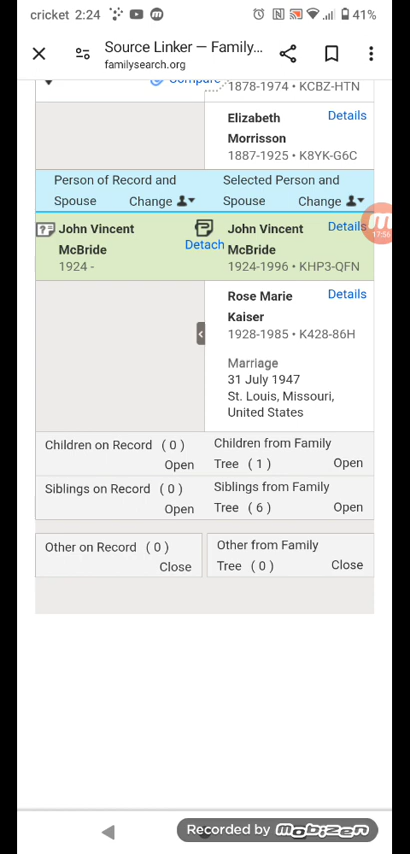 cricket 2:24 41%
Source Linker — Family...
familysearch.org
Compare
1878-1974 • KCBZ-HTN
Elizabeth Details
Morrisson
1887-1925 • K8YK-G6C
Person of Record and Selected Person and
Spouse Change Spouse Change
John Vincent John Vincent Details
McBride Detach McBride
1924 - 1924-1996 • KHP3-QFN
17:56
Rose Marie Details
Kaiser
1928-1985 • K428-86H
Marriage
31 July 1947
St. Louis, Missouri,
United States
Children on Record ( 0 ) Children from Family
Open Tree ( 1 ) Open
Siblings on Record ( 0 ) Siblings from Family
Open Tree ( 6 ) Open
Other on Record ( 0 ) Other from Family
Close Tree ( 0 ) Close
Recorded by mobizen